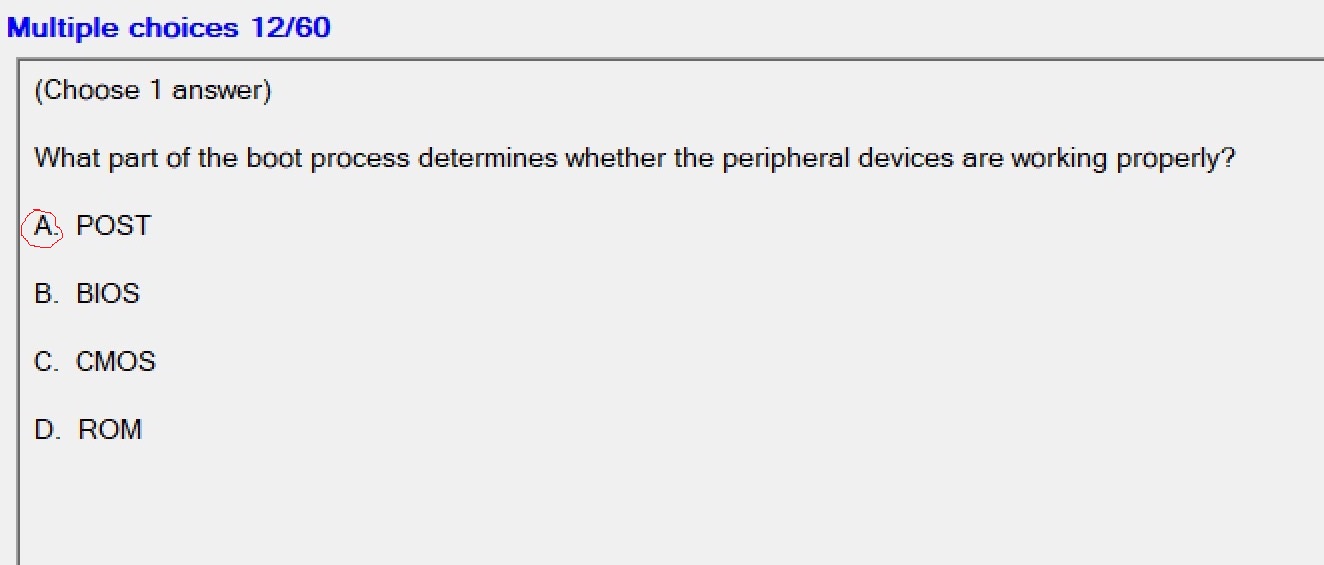 Multiple choices 12/60
(Choose 1 answer)
What part of the boot process determines whether the peripheral devices are working properly?
A. POST
B. BIOS
C. CMOS
D. ROM